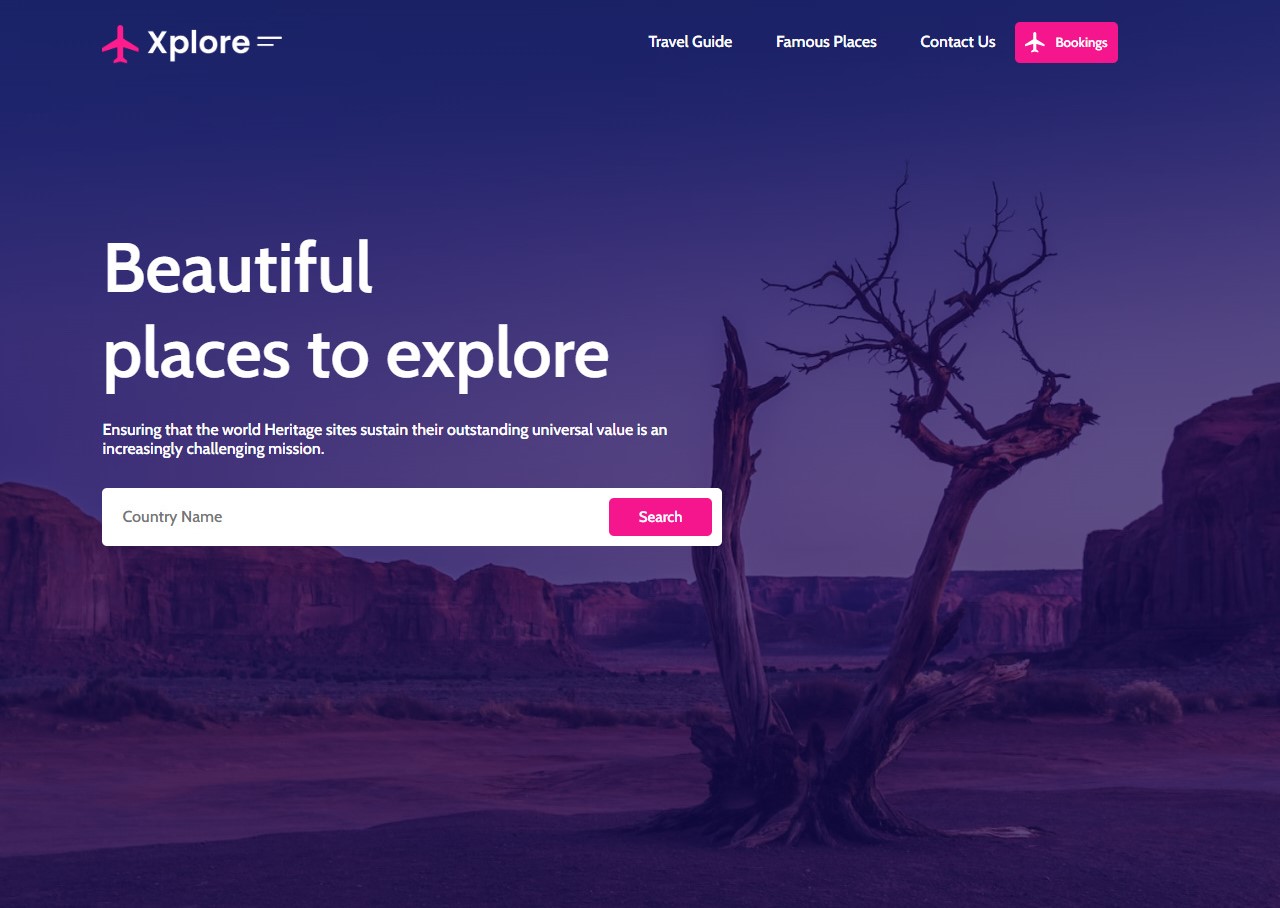 Xplore
Travel Guide
Famous Places
Contact Us
Bookings
Beautiful
places to explore
Ensuring that the world Heritage sites sustain their outstanding universal value is an
increasingly challenging mission.
Country Name
Search